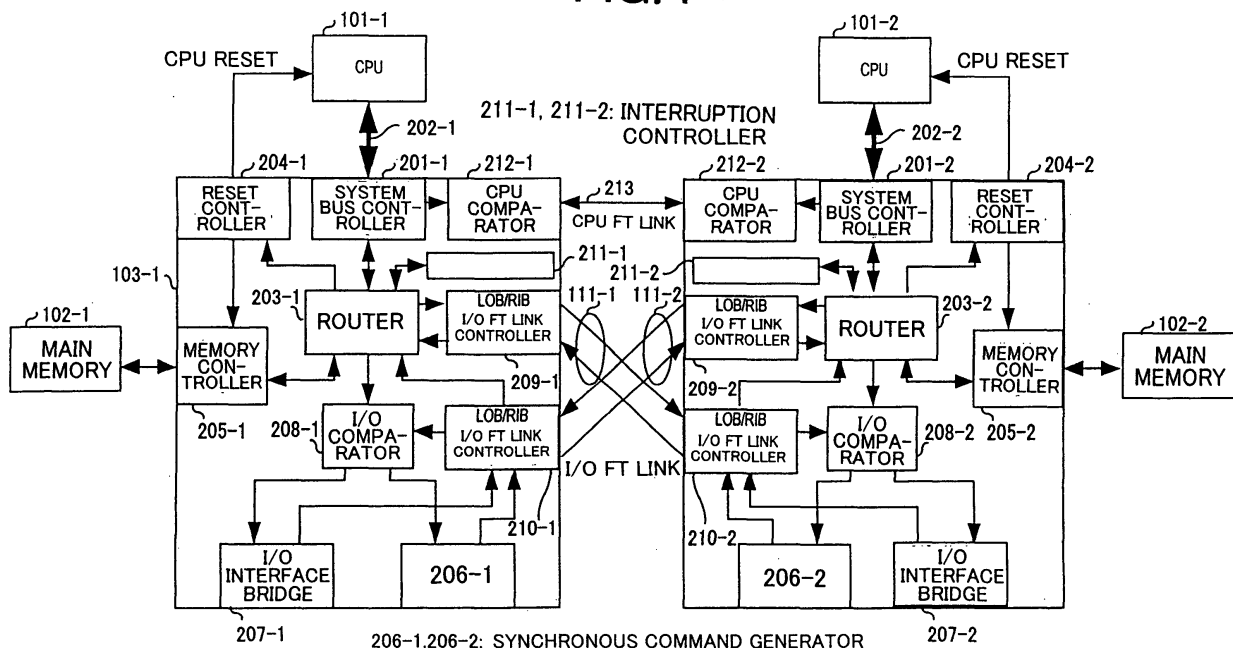 101-1
CPU
CPU RESET
202-1
101-2
CPU
CPU RESET
202-2
211-1, 211-2: INTERRUPTION
CONTROLLER
204-1
201-1
212-1
RESET
CONT-
ROLLER
SYSTEM
BUS CONT-
ROLLER
CPU
COMPA-
RATOR
213
CPU FT LINK
212-2
201-2
204-2
CPU
COMPA-
RATOR
SYSTEM
BUS CONT-
ROLLER
RESET
CONT-
ROLLER
103-1
211-1
211-2
203-1
ROUTER
LOB/RIB
I/O FT LINK
CONTROLLER
209-1
111-1
111-2
LOB/RIB
I/O FT LINK
CONTROLLER
209-2
ROUTER
203-2
102-1
MAIN
MEMORY
MEMORY
CONT-
ROLLER
205-1
MEMORY
CONT-
ROLLER
205-2
102-2
MAIN
MEMORY
208-1
I/O
COMPA-
RATOR
LOB/RIB
I/O FT LINK
CONTROLLER
210-1
I/O FT LINK
LOB/RIB
I/O FT LINK
CONTROLLER
210-2
I/O
COMPA-
RATOR
208-2
I/O
INTERFACE
BRIDGE
207-1
206-1
206-2
I/O
INTERFACE
BRIDGE
207-2
206-1,206-2: SYNCHRONOUS COMMAND GENERATOR